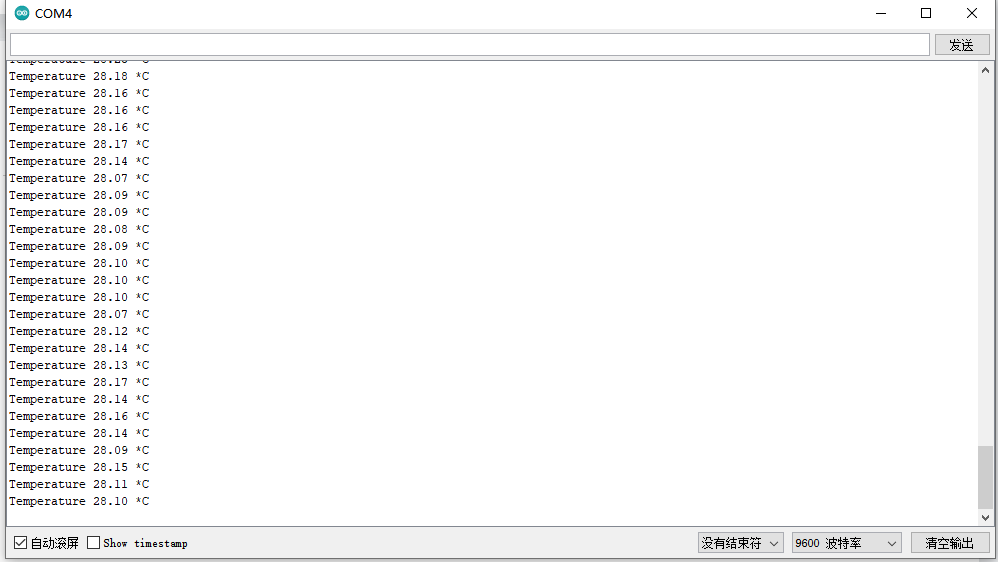 COM4
发送
Temperature 28.18 *C
Temperature 28.16 *C
Temperature 28.16 *C
Temperature 28.16 *C
Temperature 28.17 *C
Temperature 28.14 *C
Temperature 28.07 *C
Temperature 28.09 *C
Temperature 28.09 *C
Temperature 28.08 *C
Temperature 28.09 *C
Temperature 28.10 *C
Temperature 28.10 *C
Temperature 28.10 *C
Temperature 28.07 *C
Temperature 28.12 *C
Temperature 28.14 *C
Temperature 28.13 *C
Temperature 28.17 *C
Temperature 28.14 *C
Temperature 28.16 *C
Temperature 28.14 *C
Temperature 28.09 *C
Temperature 28.15 *C
Temperature 28.11 *C
Temperature 28.10 *C
自动滚屏 Show timestamp 没有结束符 9600 波特率 清空输出